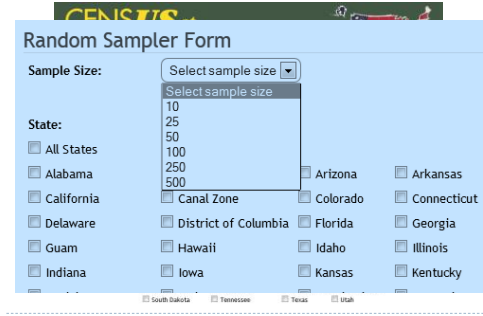 CENSUS
Random Sampler Form
Sample Size: Select sample size
Select sample size
10
25
50
100
250
500
State:
All States
Alabama Arizona Arkansas
California Canal Zone Colorado Connecticut
Delaware District of Columbia Florida Georgia
Guam Hawaii Idaho Illinois
Indiana Iowa Kansas Kentucky
South Dakota Tennessee Texas Utah